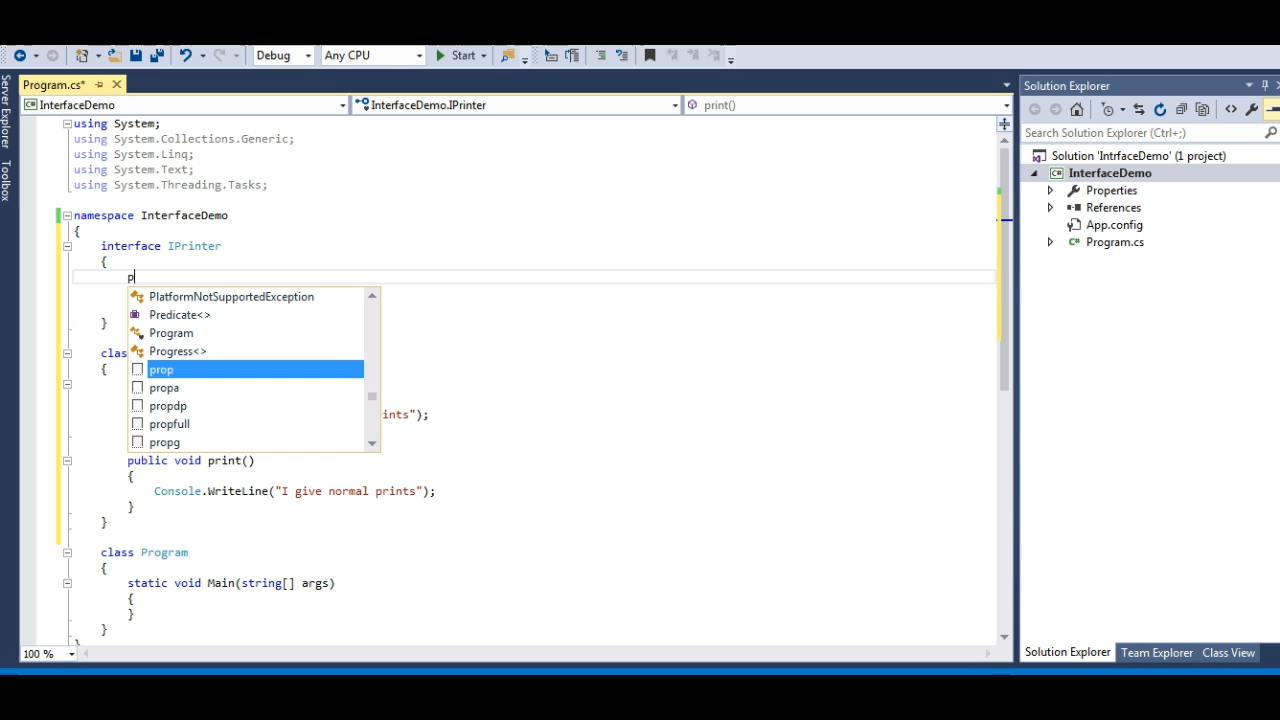 Debug
Any CPU
Start
Server Explorer
Toolbox
Program.cs*
InterfaceDemo
InterfaceDemo.IPrinter
print()
using System;
using System.Collections.Generic;
using System.Linq;
using System.Text;
using System.Threading.Tasks;
namespace InterfaceDemo
{
interface IPrinter
{
p
PlatformNotSupportedException
Predicate<>
Program
Progress<>
prop
propa
propdp
propfull
propg
}
clas
{
ints");
public void print()
{
Console.WriteLine("I give normal prints");
}
}
class Program
{
static void Main(string[] args)
{
}
}
100 %
Solution Explorer
Search Solution Explorer (Ctrl+;)
Solution 'IntrfaceDemo' (1 project)
InterfaceDemo
Properties
References
App.config
Program.cs
Solution Explorer
Team Explorer
Class View